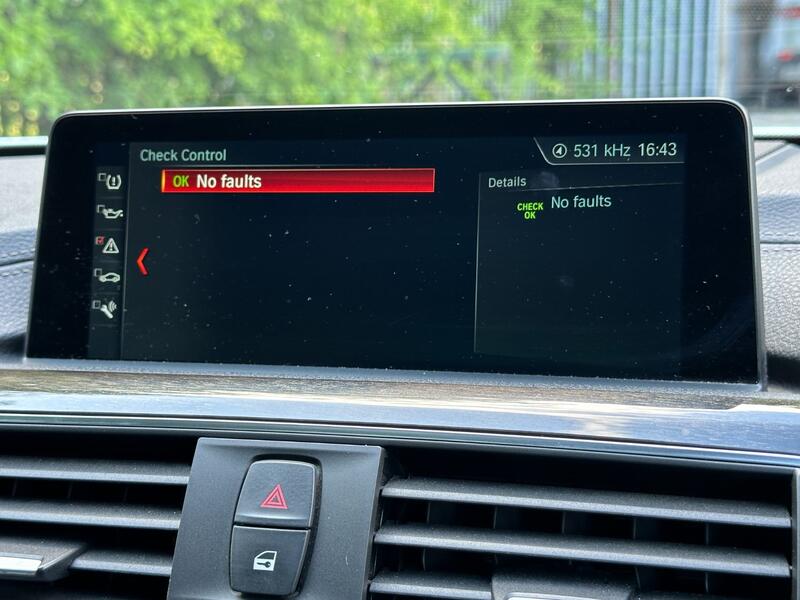 Check Control
531 kHz 16:43
OK No faults
Details
CHECK
OK
No faults